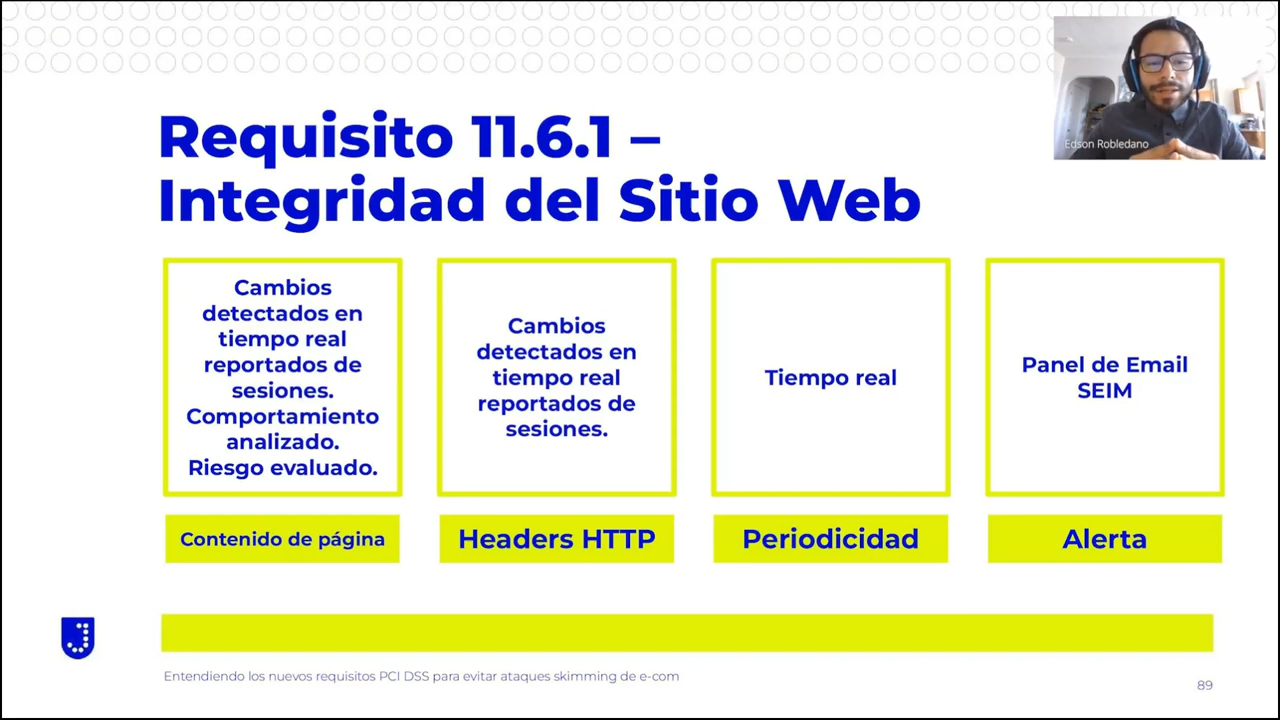 Edson Robledano
Requisito 11.6.1 –
Integridad del Sitio Web
Cambios
detectados en
tiempo real
reportados de
sesiones.
Comportamiento
analizado.
Riesgo evaluado.
Contenido de página
Cambios
detectados en
tiempo real
reportados de
sesiones.
Headers HTTP
Tiempo real
Periodicidad
Panel de Email
SEIM
Alerta
Entendiendo los nuevos requisitos PCI DSS para evitar ataques skimming de e-com
89